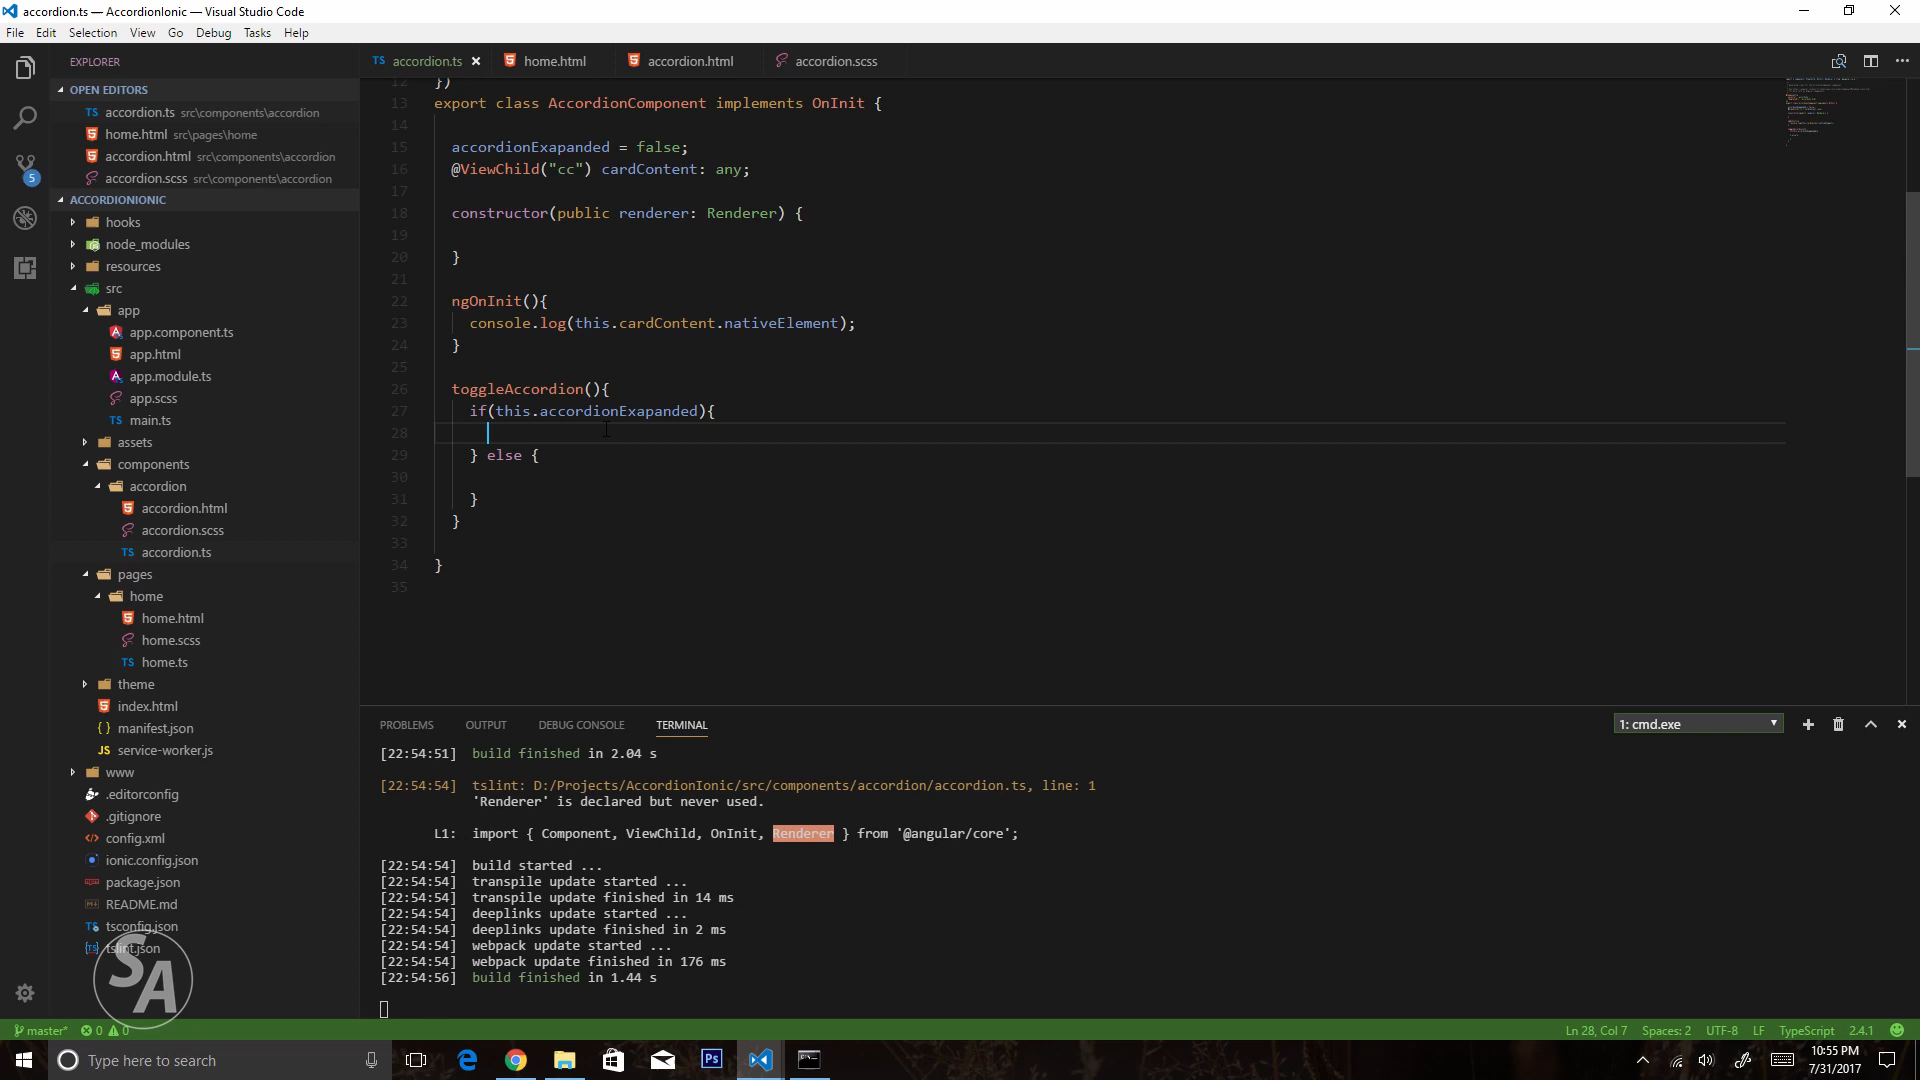 accordion.ts — AccordionIonic — Visual Studio Code
File Edit Selection View Go Debug Tasks Help
EXPLORER
OPEN EDITORS
TS accordion.ts src\components\accordion
home.html src\pages\home
accordion.html src\components\accordion
accordion.scss src\components\accordion
5
ACCORDIONIONIC
hooks
node_modules
resources
src
app
app.component.ts
app.html
app.module.ts
app.scss
TS main.ts
assets
components
accordion
accordion.html
accordion.scss
TS accordion.ts
pages
home
home.html
home.scss
TS home.ts
theme
index.html
{ } manifest.json
JS service-worker.js
www
.editorconfig
.gitignore
config.xml
ionic.config.json
package.json
README.md
tsconfig.json
tslint.json
SA
TS accordion.ts home.html accordion.html accordion.scss
12 })
13 export class AccordionComponent implements OnInit {
14
15 accordionExapanded = false;
16 @ViewChild("cc") cardContent: any;
17
18 constructor(public renderer: Renderer) {
19
20 }
21
22 ngOnInit(){
23 console.log(this.cardContent.nativeElement);
24 }
25
26 toggleAccordion(){
27 if(this.accordionExapanded){
28
29 } else {
30
31 }
32 }
33
34 }
35
PROBLEMS OUTPUT DEBUG CONSOLE TERMINAL 1: cmd.exe
[22:54:51] build finished in 2.04 s
[22:54:54] tslint: D:/Projects/AccordionIonic/src/components/accordion/accordion.ts, line: 1
'Renderer' is declared but never used.
L1: import { Component, ViewChild, OnInit, Renderer } from '@angular/core';
[22:54:54] build started ...
[22:54:54] transpile update started ...
[22:54:54] transpile update finished in 14 ms
[22:54:54] deeplinks update started ...
[22:54:54] deeplinks update finished in 2 ms
[22:54:54] webpack update started ...
[22:54:54] webpack update finished in 176 ms
[22:54:56] build finished in 1.44 s
master* 0 0 Ln 28, Col 7 Spaces: 2 UTF-8 LF TypeScript 2.4.1
Type here to search
Ps
10:55 PM
7/31/2017